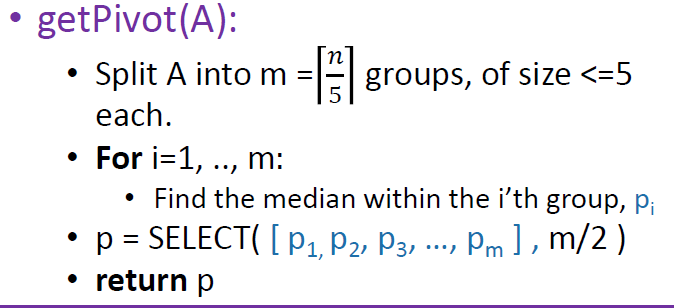 • getPivot(A):
• Split A into m = ⌈n/5⌉ groups, of size <=5
each.
• For i=1, .., m:
• Find the median within the i'th group, pᵢ
• p = SELECT( [ p₁, p₂, p₃, ..., pₘ ] , m/2 )
• return p